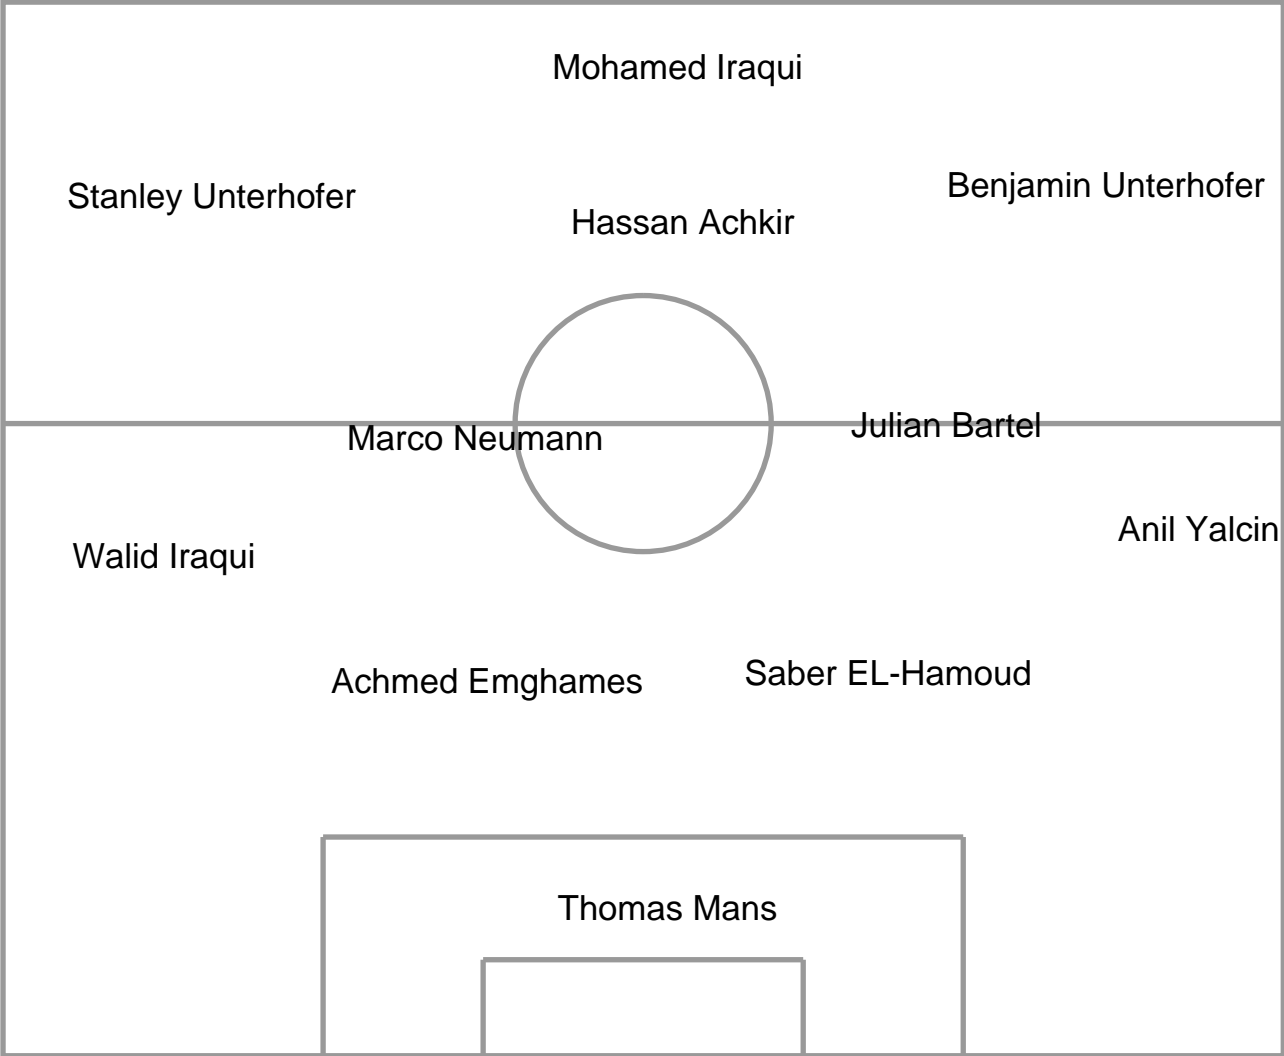 Mohamed Iraqui
Stanley Unterhofer
Benjamin Unterhofer
Hassan Achkir
Marco Neumann
Julian Bartel
Walid Iraqui
Anil Yalcin
Achmed Emghames
Saber EL-Hamoud
Thomas Mans